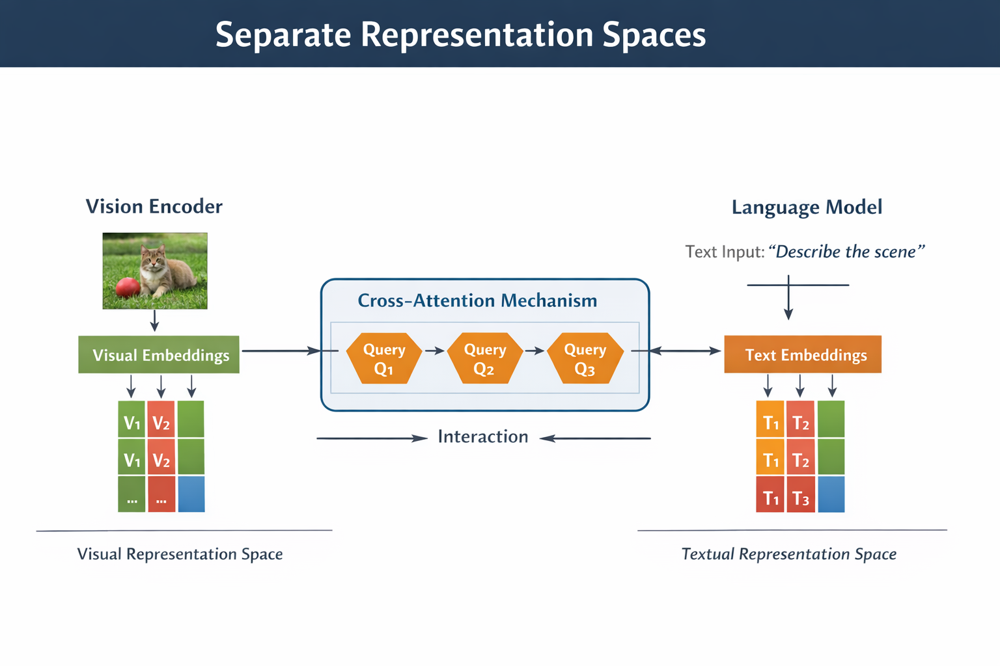 Separate Representation Spaces
Vision Encoder
Visual Embeddings
V₁ V₂
V₁ V₂
... ...
Visual Representation Space
Cross-Attention Mechanism
Query Q₁
Query Q₂
Query Q₃
Interaction
Language Model
Text Input: “Describe the scene”
Text Embeddings
T₁ T₂
T₁ T₂
T₁ T₃
Textual Representation Space